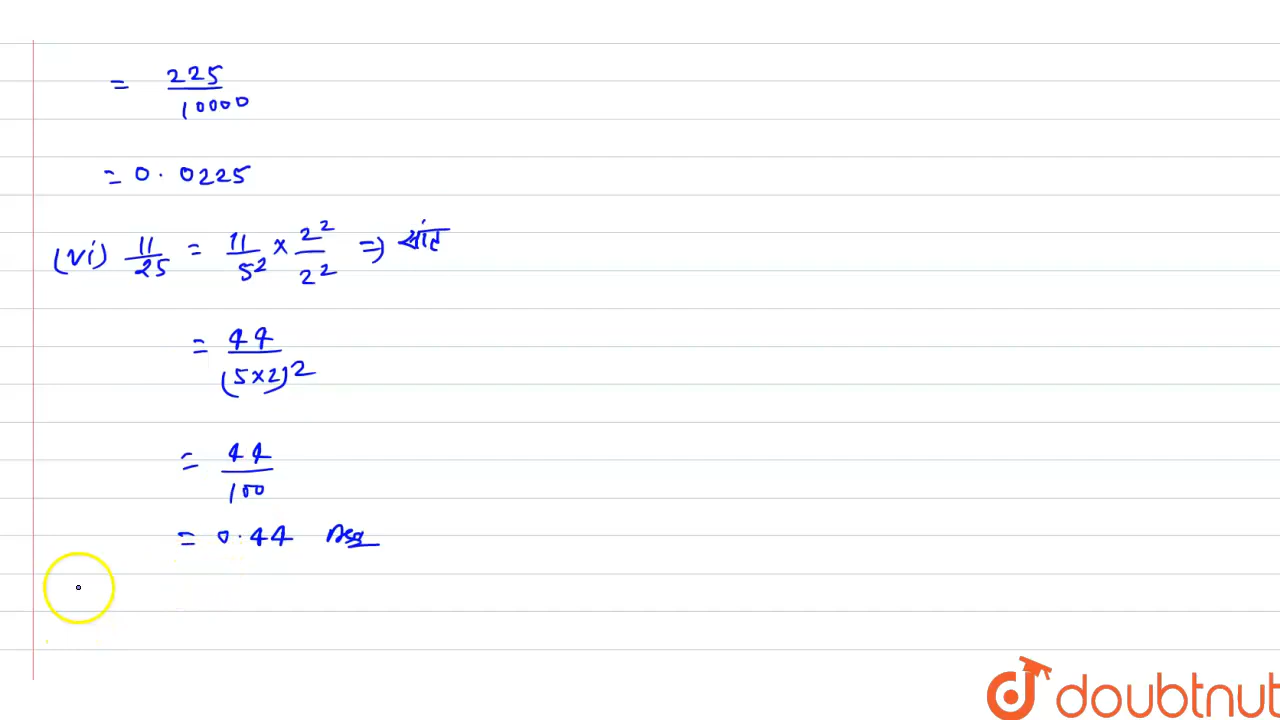 = 225/10000
= 0.0225
(vi) 11/25 = 11/5² × 2²/2² ⇒ सांत
= 44/(5×2)²
= 44/100
= 0.44 Ans
doubtnut